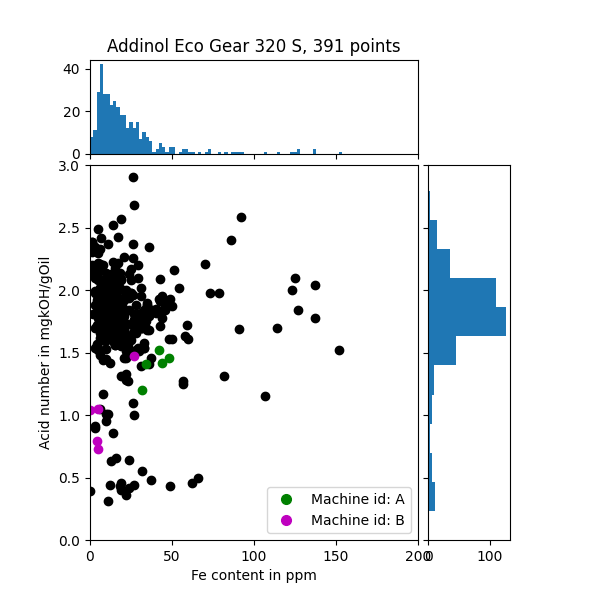 Addinol Eco Gear 320 S, 391 points
40
20
0
3.0
2.5
2.0
1.5
1.0
0.5
0.0
Acid number in mgkOH/gOil
Machine id: A
Machine id: B
0 50 100 150 200
0 100
Fe content in ppm